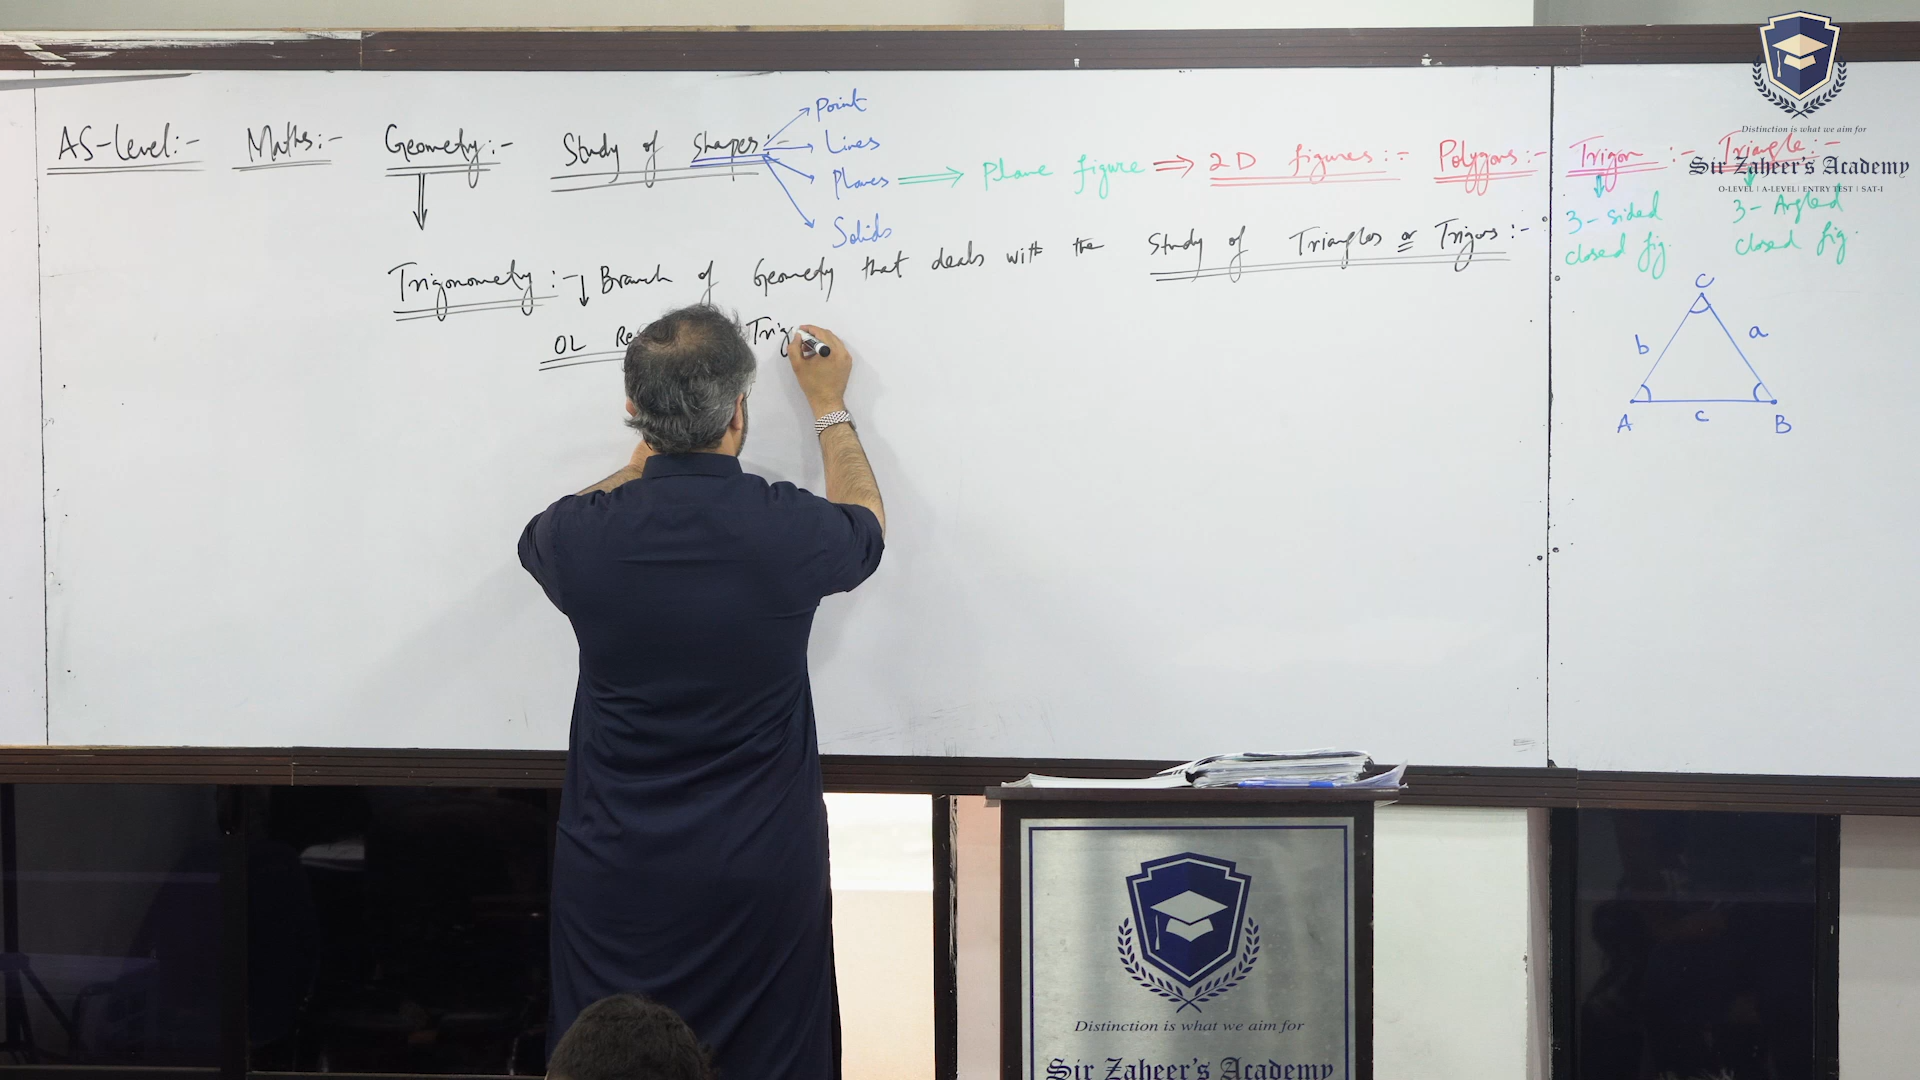 Point
AS-Level:- Maths:- Geometry:- Study of shapes:-
Lines
Planes
Solids
Plane figure
2D figures:- Polygons:- Trigon:- Triangle:-
3-sided
closed fig.
3-Angled
closed fig.
Trigonometry:- Branch of Geometry that deals with the study of Triangles or Trigons:-
OL
Trig
C
b
a
A
c
B
Distinction is what we aim for
Sir Zaheer's Academy
O-LEVEL | A-LEVEL | ENTRY TEST | SAT-I
Distinction is what we aim for
Sir Zaheer's Academy